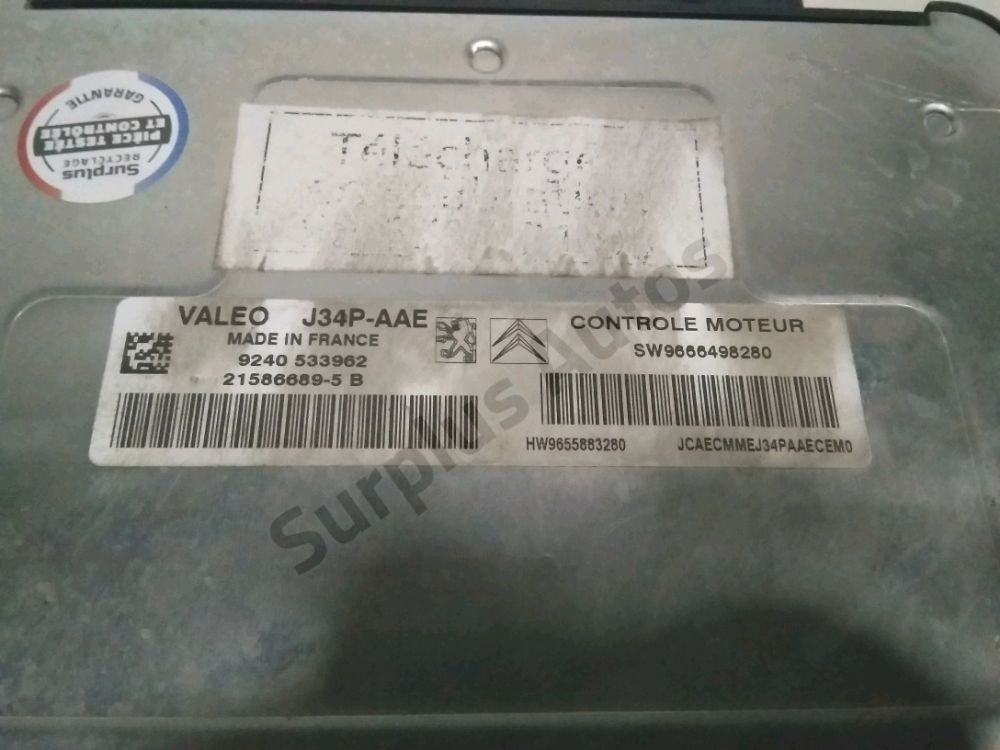 GARANTIE
PIÈCE TESTÉE
ET CONTRÔLÉE
Surplus
RECYCLAGE
Télécharge
VALEO J34P-AAE
MADE IN FRANCE
9240 533962
21586689-5 B
CONTROLE MOTEUR
SW9666498280
HW9655883280 JCAECMMEJ34PAAECEM0
Surplus Autos